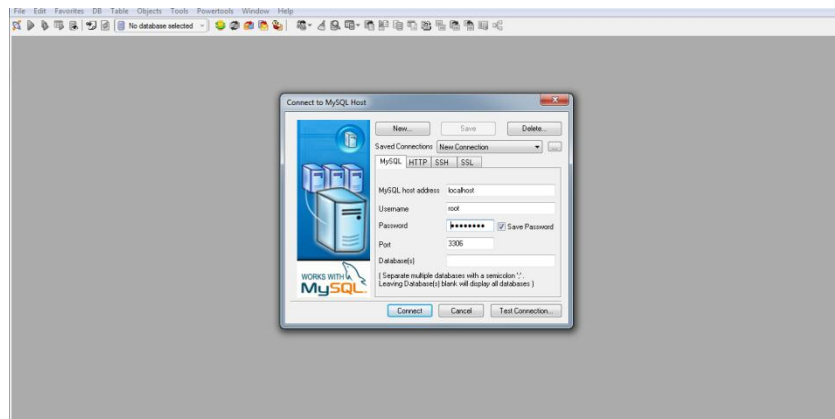 File Edit Favorites DB Table Objects Tools Powertools Window Help
No database selected
Connect to MySQL Host
New... Save Delete...
Saved Connections New Connection ...
MySQL HTTP SSH SSL
MySQL host address localhost
Username root
Password •••••••• Save Password
Port 3306
Database(s)
( Separate multiple databases with a semicolon ';' .
Leaving Database(s) blank will display all databases )
WORKS WITH
MySQL.
Connect Cancel Test Connection...